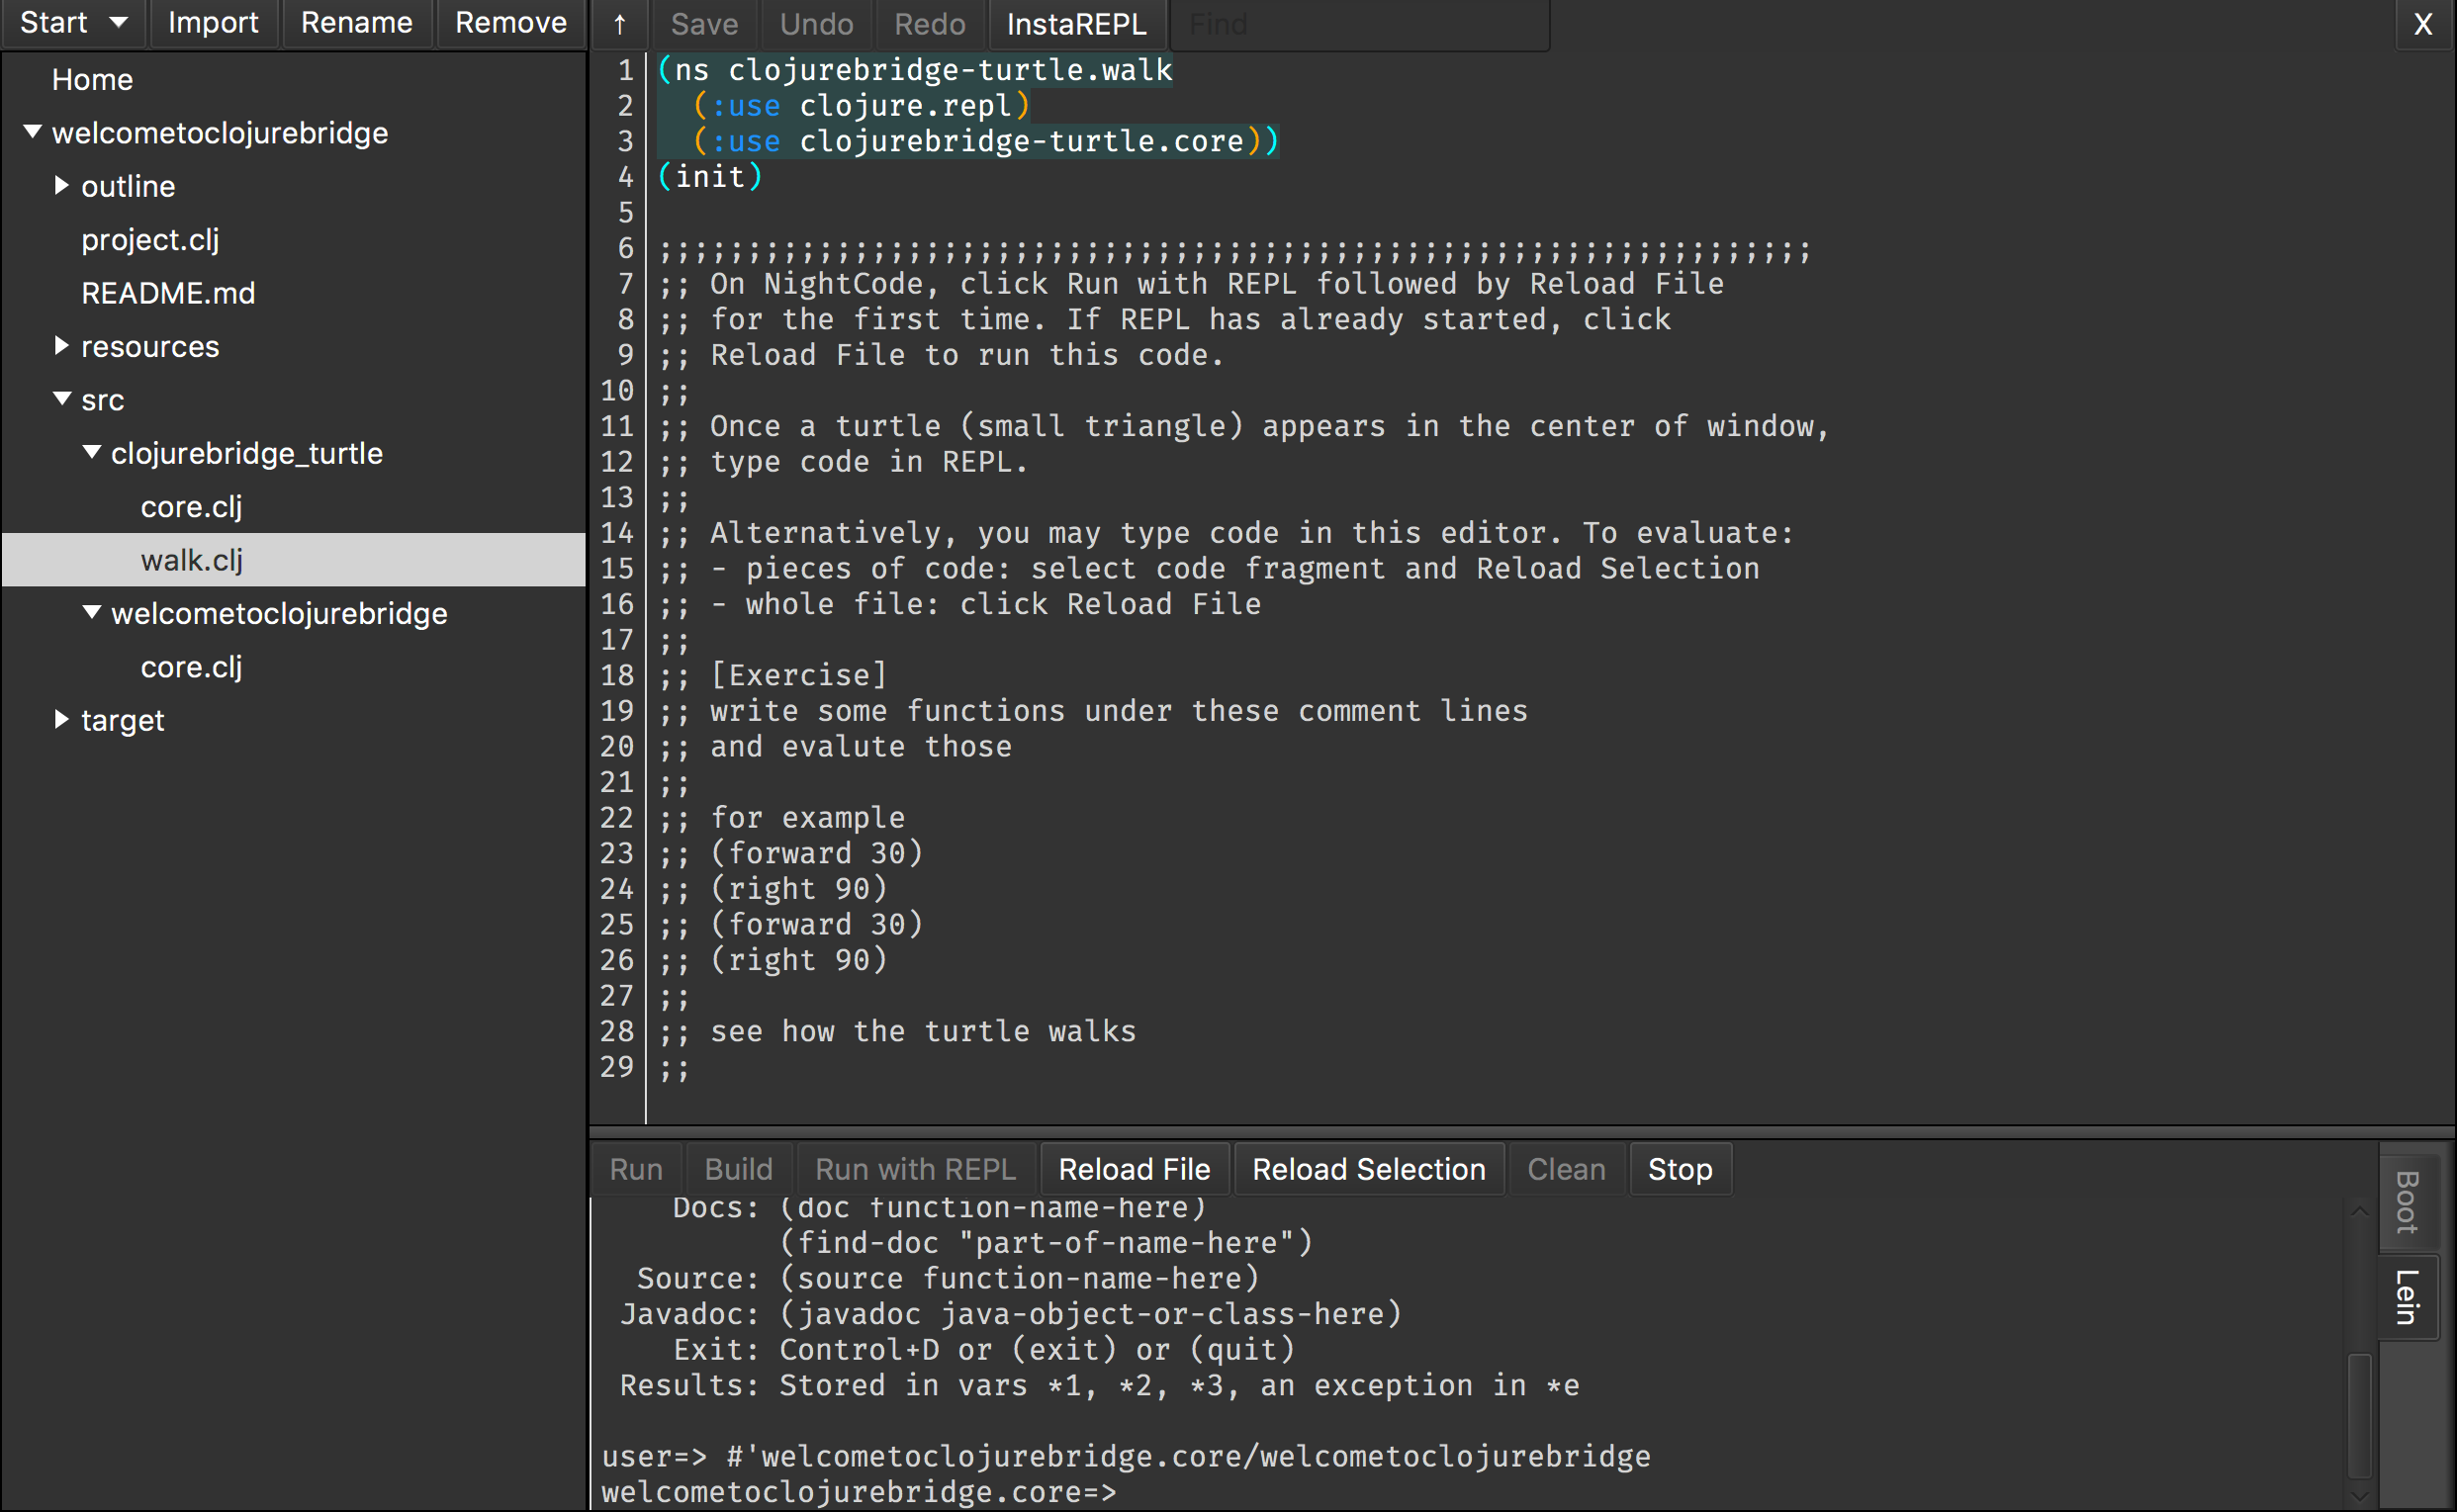 Start Import Rename Remove ↑ Save Undo Redo InstaREPL Find X
Home
welcometoclojurebridge
outline
project.clj
README.md
resources
src
clojurebridge_turtle
core.clj
walk.clj
welcometoclojurebridge
core.clj
target
1 (ns clojurebridge-turtle.walk
2   (:use clojure.repl)
3   (:use clojurebridge-turtle.core))
4 (init)
5
6 ;;;;;;;;;;;;;;;;;;;;;;;;;;;;;;;;;;;;;;;;;;;;;;;;;;;;;;;;;;;;;;;;;
7 ;; On NightCode, click Run with REPL followed by Reload File
8 ;; for the first time. If REPL has already started, click
9 ;; Reload File to run this code.
10 ;;
11 ;; Once a turtle (small triangle) appears in the center of window,
12 ;; type code in REPL.
13 ;;
14 ;; Alternatively, you may type code in this editor. To evaluate:
15 ;; - pieces of code: select code fragment and Reload Selection
16 ;; - whole file: click Reload File
17 ;;
18 ;; [Exercise]
19 ;; write some functions under these comment lines
20 ;; and evalute those
21 ;;
22 ;; for example
23 ;; (forward 30)
24 ;; (right 90)
25 ;; (forward 30)
26 ;; (right 90)
27 ;;
28 ;; see how the turtle walks
29 ;;
Run Build Run with REPL Reload File Reload Selection Clean Stop
Docs: (doc function-name-here)
(find-doc "part-of-name-here")
Source: (source function-name-here)
Javadoc: (javadoc java-object-or-class-here)
Exit: Control+D or (exit) or (quit)
Results: Stored in vars *1, *2, *3, an exception in *e
user=> #'welcometoclojurebridge.core/welcometoclojurebridge
welcometoclojurebridge.core=>
Boot
Lein